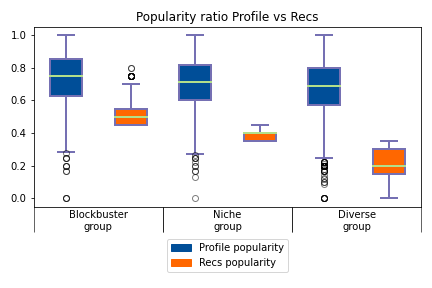 Popularity ratio Profile vs Recs
1.0
0.8
0.6
0.4
0.2
0.0
Blockbuster
group
Niche
group
Diverse
group
Profile popularity
Recs popularity